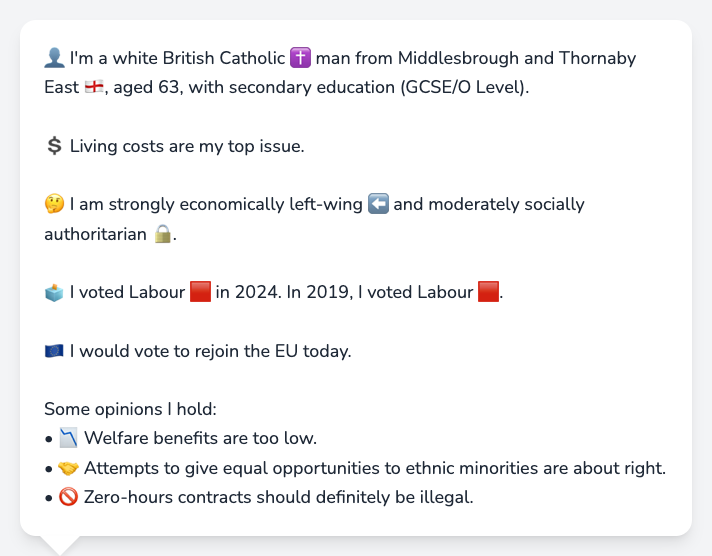 👤 I'm a white British Catholic ✝️ man from Middlesbrough and Thornaby
East 🏴󠁧󠁢󠁥󠁮󠁧󠁿, aged 63, with secondary education (GCSE/O Level).
💲 Living costs are my top issue.
🤔 I am strongly economically left-wing ⬅️ and moderately socially
authoritarian 🔒.
🗳️ I voted Labour 🟥 in 2024. In 2019, I voted Labour 🟥.
🇪🇺 I would vote to rejoin the EU today.
Some opinions I hold:
• 📉 Welfare benefits are too low.
• 🤝 Attempts to give equal opportunities to ethnic minorities are about right.
• 🚫 Zero-hours contracts should definitely be illegal.